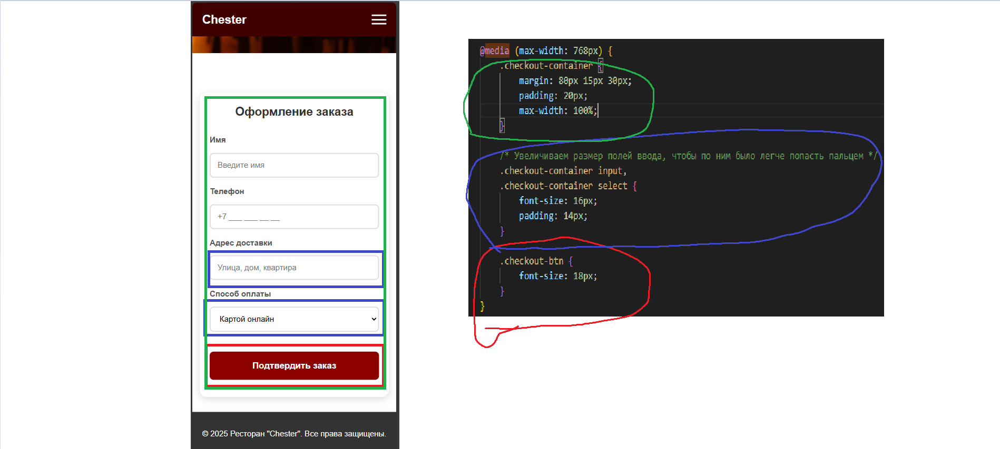 Chester
Оформление заказа
Имя
Введите имя
Телефон
+7 ___ ___ __ __
Адрес доставки
Улица, дом, квартира
Способ оплаты
Картой онлайн
Подтвердить заказ
© 2025 Ресторан "Chester". Все права защищены.
@media (max-width: 768px) {
.checkout-container {
margin: 80px 15px 30px;
padding: 20px;
max-width: 100%;
}
/* Увеличиваем размер полей ввода, чтобы по ним было легче попасть пальцем */
.checkout-container input,
.checkout-container select {
font-size: 16px;
padding: 14px;
}
.checkout-btn {
font-size: 18px;
}
}